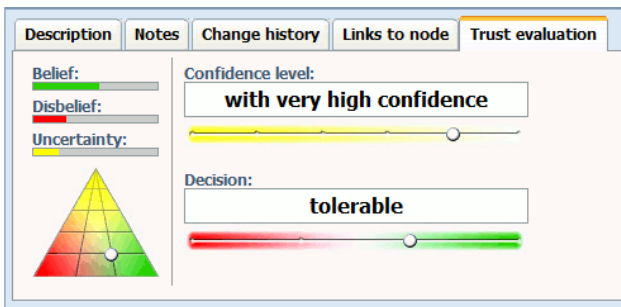 Description Notes Change history Links to node Trust evaluation
Belief:
Disbelief:
Uncertainty:
Confidence level:
with very high confidence
Decision:
tolerable